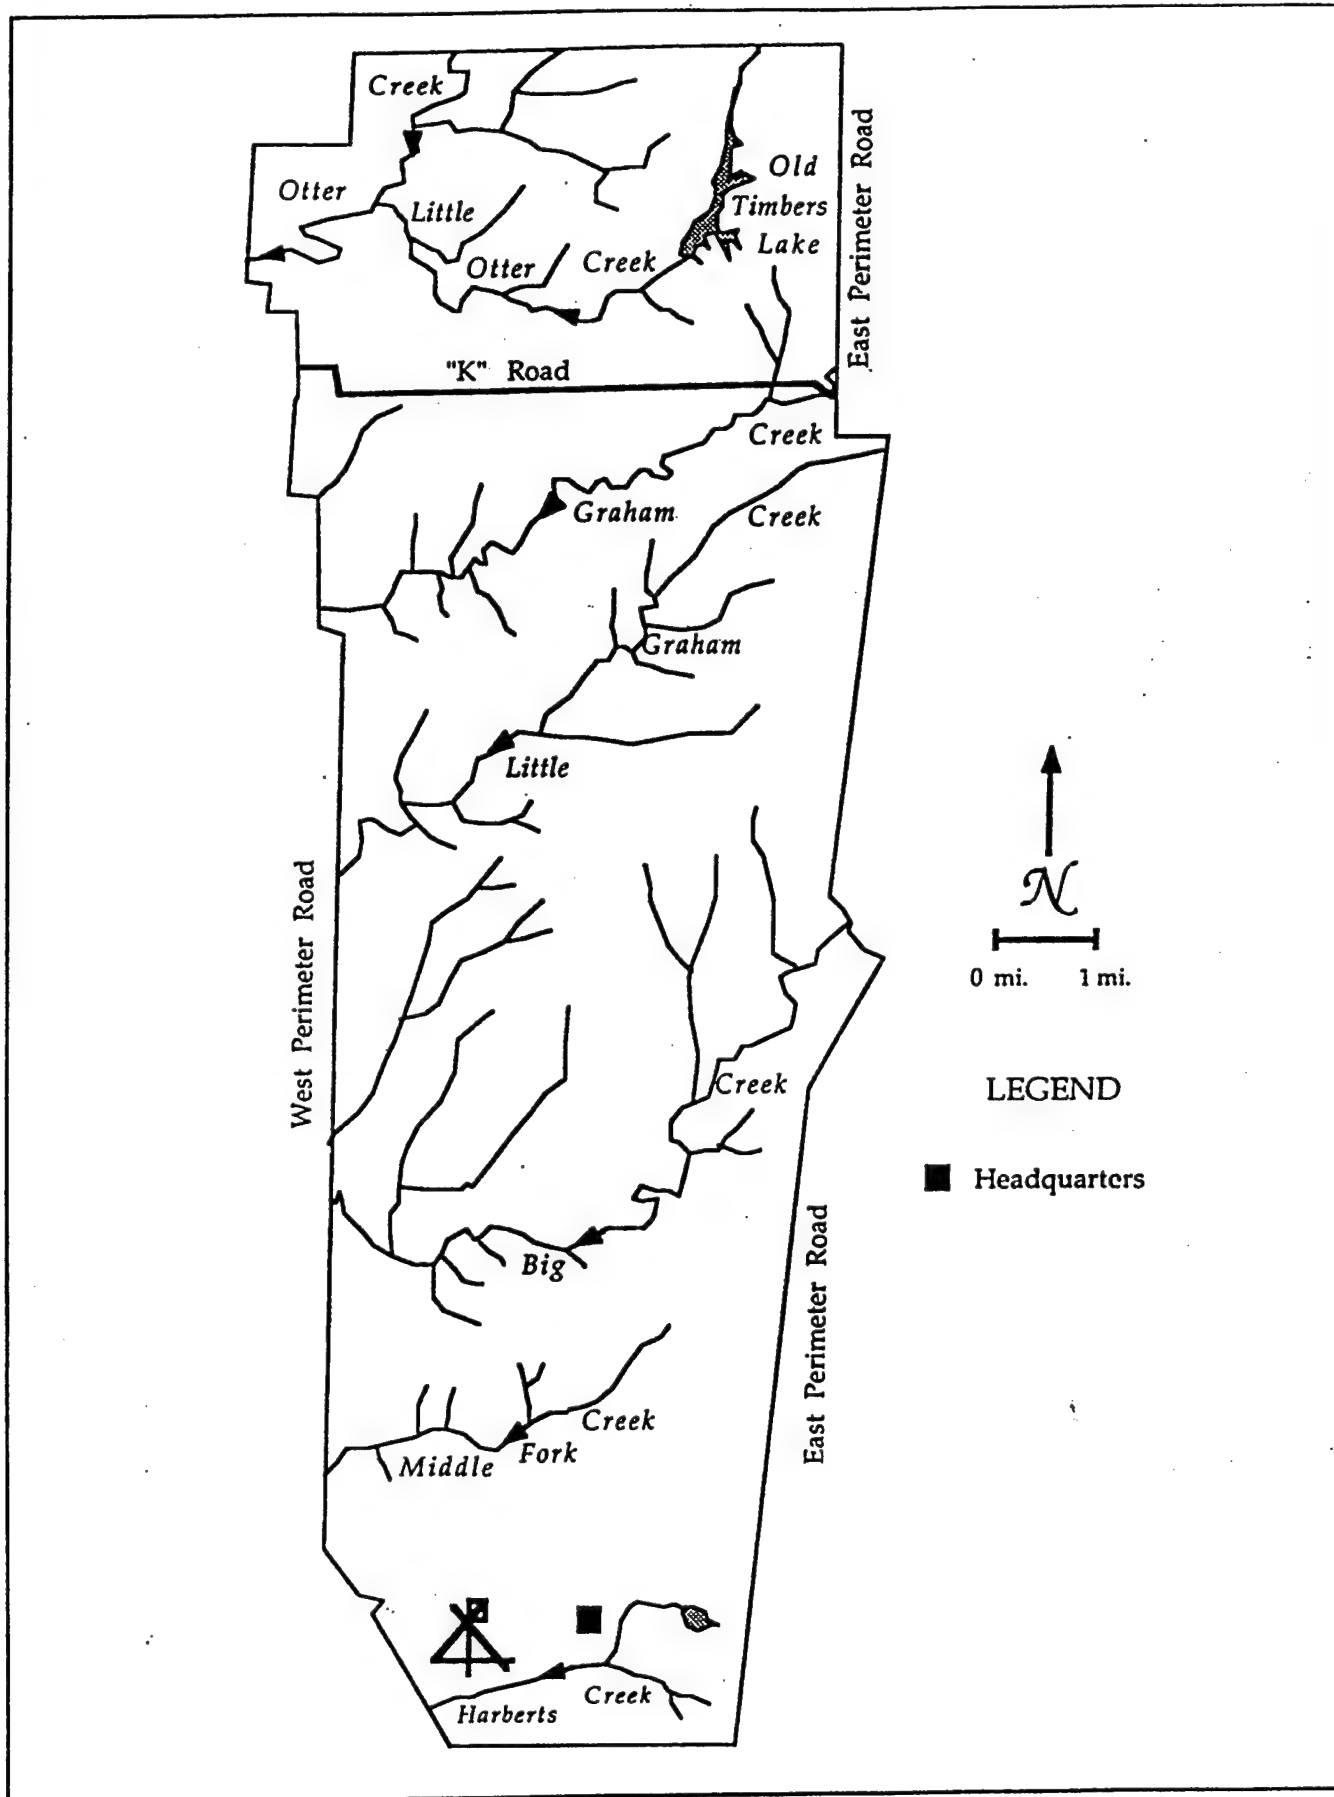 Creek
Old
Otter
Little
Timbers
Lake
Otter
Creek
East Perimeter Road
"K" Road
Creek
Graham
Creek
Graham
Little
West Perimeter Road
N
0 mi. 1 mi.
Creek
LEGEND
Headquarters
Big
East Perimeter Road
Creek
Fork
Middle
Creek
Harberts